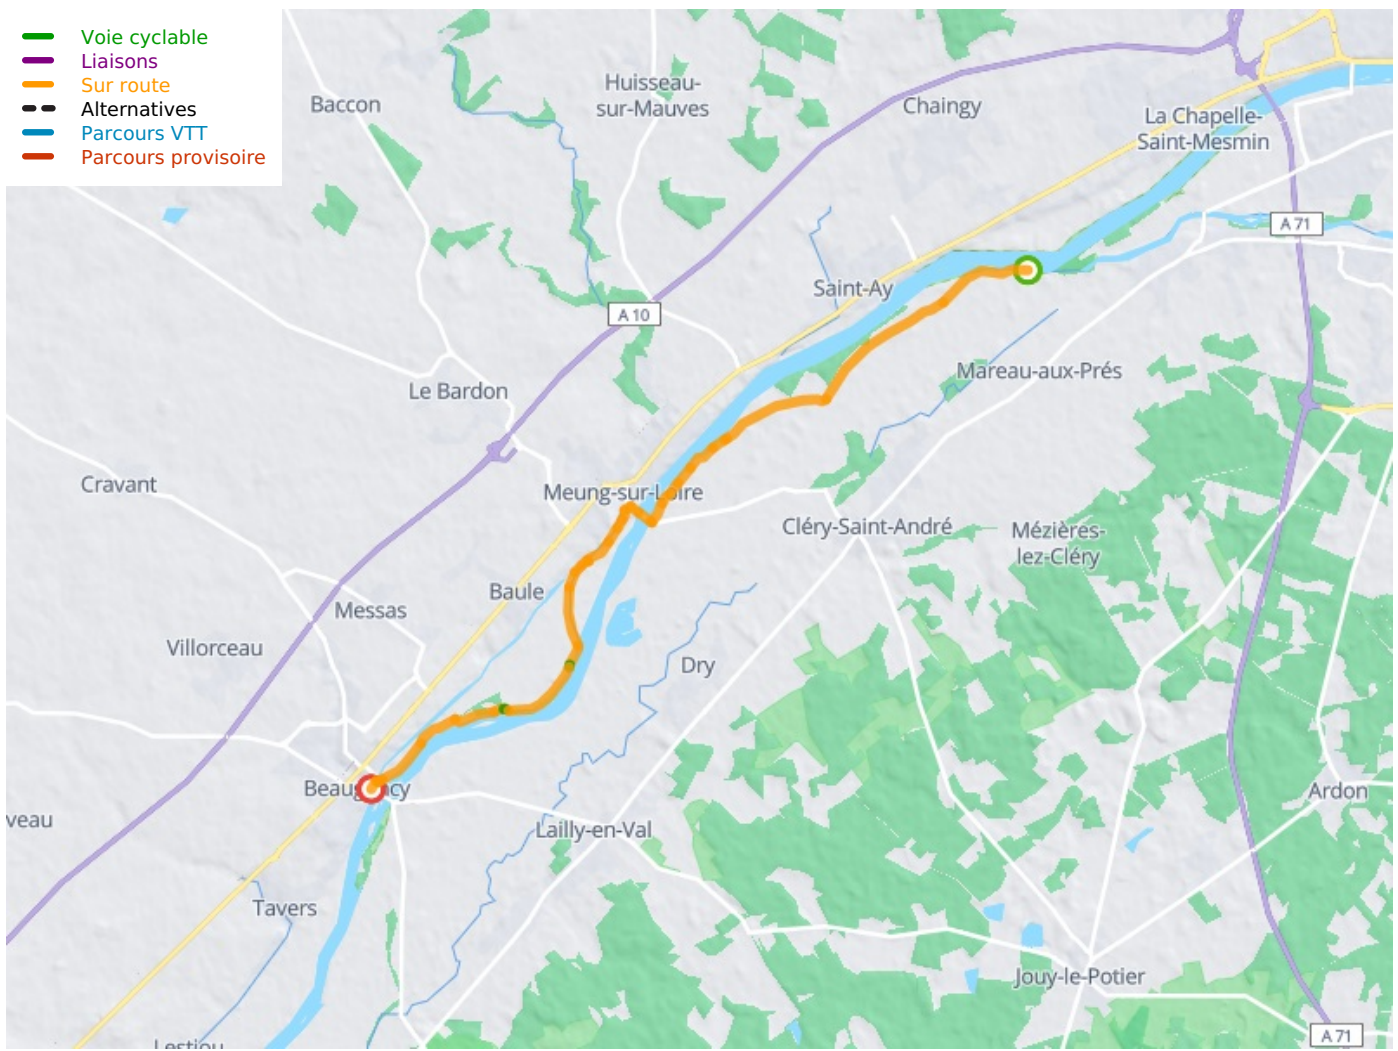 Voie cyclable
Liaisons
Sur route
Alternatives
Parcours VTT
Parcours provisoire
Baccon
Huisseau-
sur-Mauves
Chaingy
La Chapelle-
Saint-Mesmin
A 71
Saint-Ay
A 10
Mareau-aux-Prés
Le Bardon
Cravant
Meung-sur-Loire
Cléry-Saint-André
Mézières-
lez-Cléry
Baule
Messas
Villorceau
Dry
Beaugency
Ardon
veau
Lailly-en-Val
Tavers
Jouy-le-Potier
Lestiou
A 71